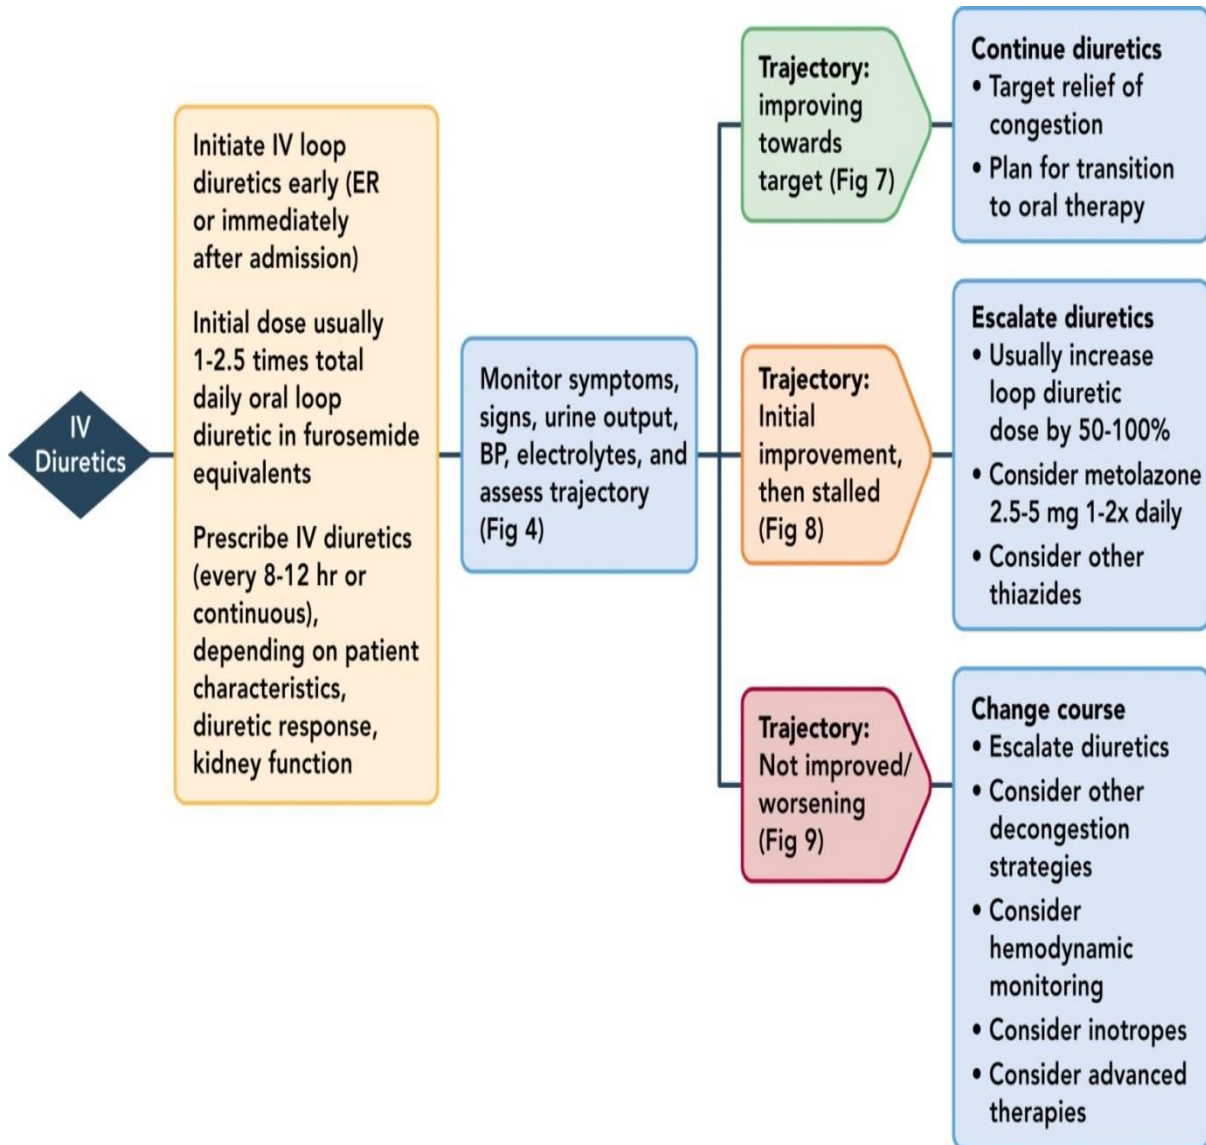 IV
Diuretics
Initiate IV loop
diuretics early (ER
or immediately
after admission)
Initial dose usually
1-2.5 times total
daily oral loop
diuretic in furosemide
equivalents
Prescribe IV diuretics
(every 8-12 hr or
continuous),
depending on patient
characteristics,
diuretic response,
kidney function
Monitor symptoms,
signs, urine output,
BP, electrolytes, and
assess trajectory
(Fig 4)
Trajectory:
improving
towards
target (Fig 7)
Continue diuretics
• Target relief of
congestion
• Plan for transition
to oral therapy
Trajectory:
Initial
improvement,
then stalled
(Fig 8)
Escalate diuretics
• Usually increase
loop diuretic
dose by 50-100%
• Consider metolazone
2.5-5 mg 1-2x daily
• Consider other
thiazides
Trajectory:
Not improved/
worsening
(Fig 9)
Change course
• Escalate diuretics
• Consider other
decongestion
strategies
• Consider
hemodynamic
monitoring
• Consider inotropes
• Consider advanced
therapies